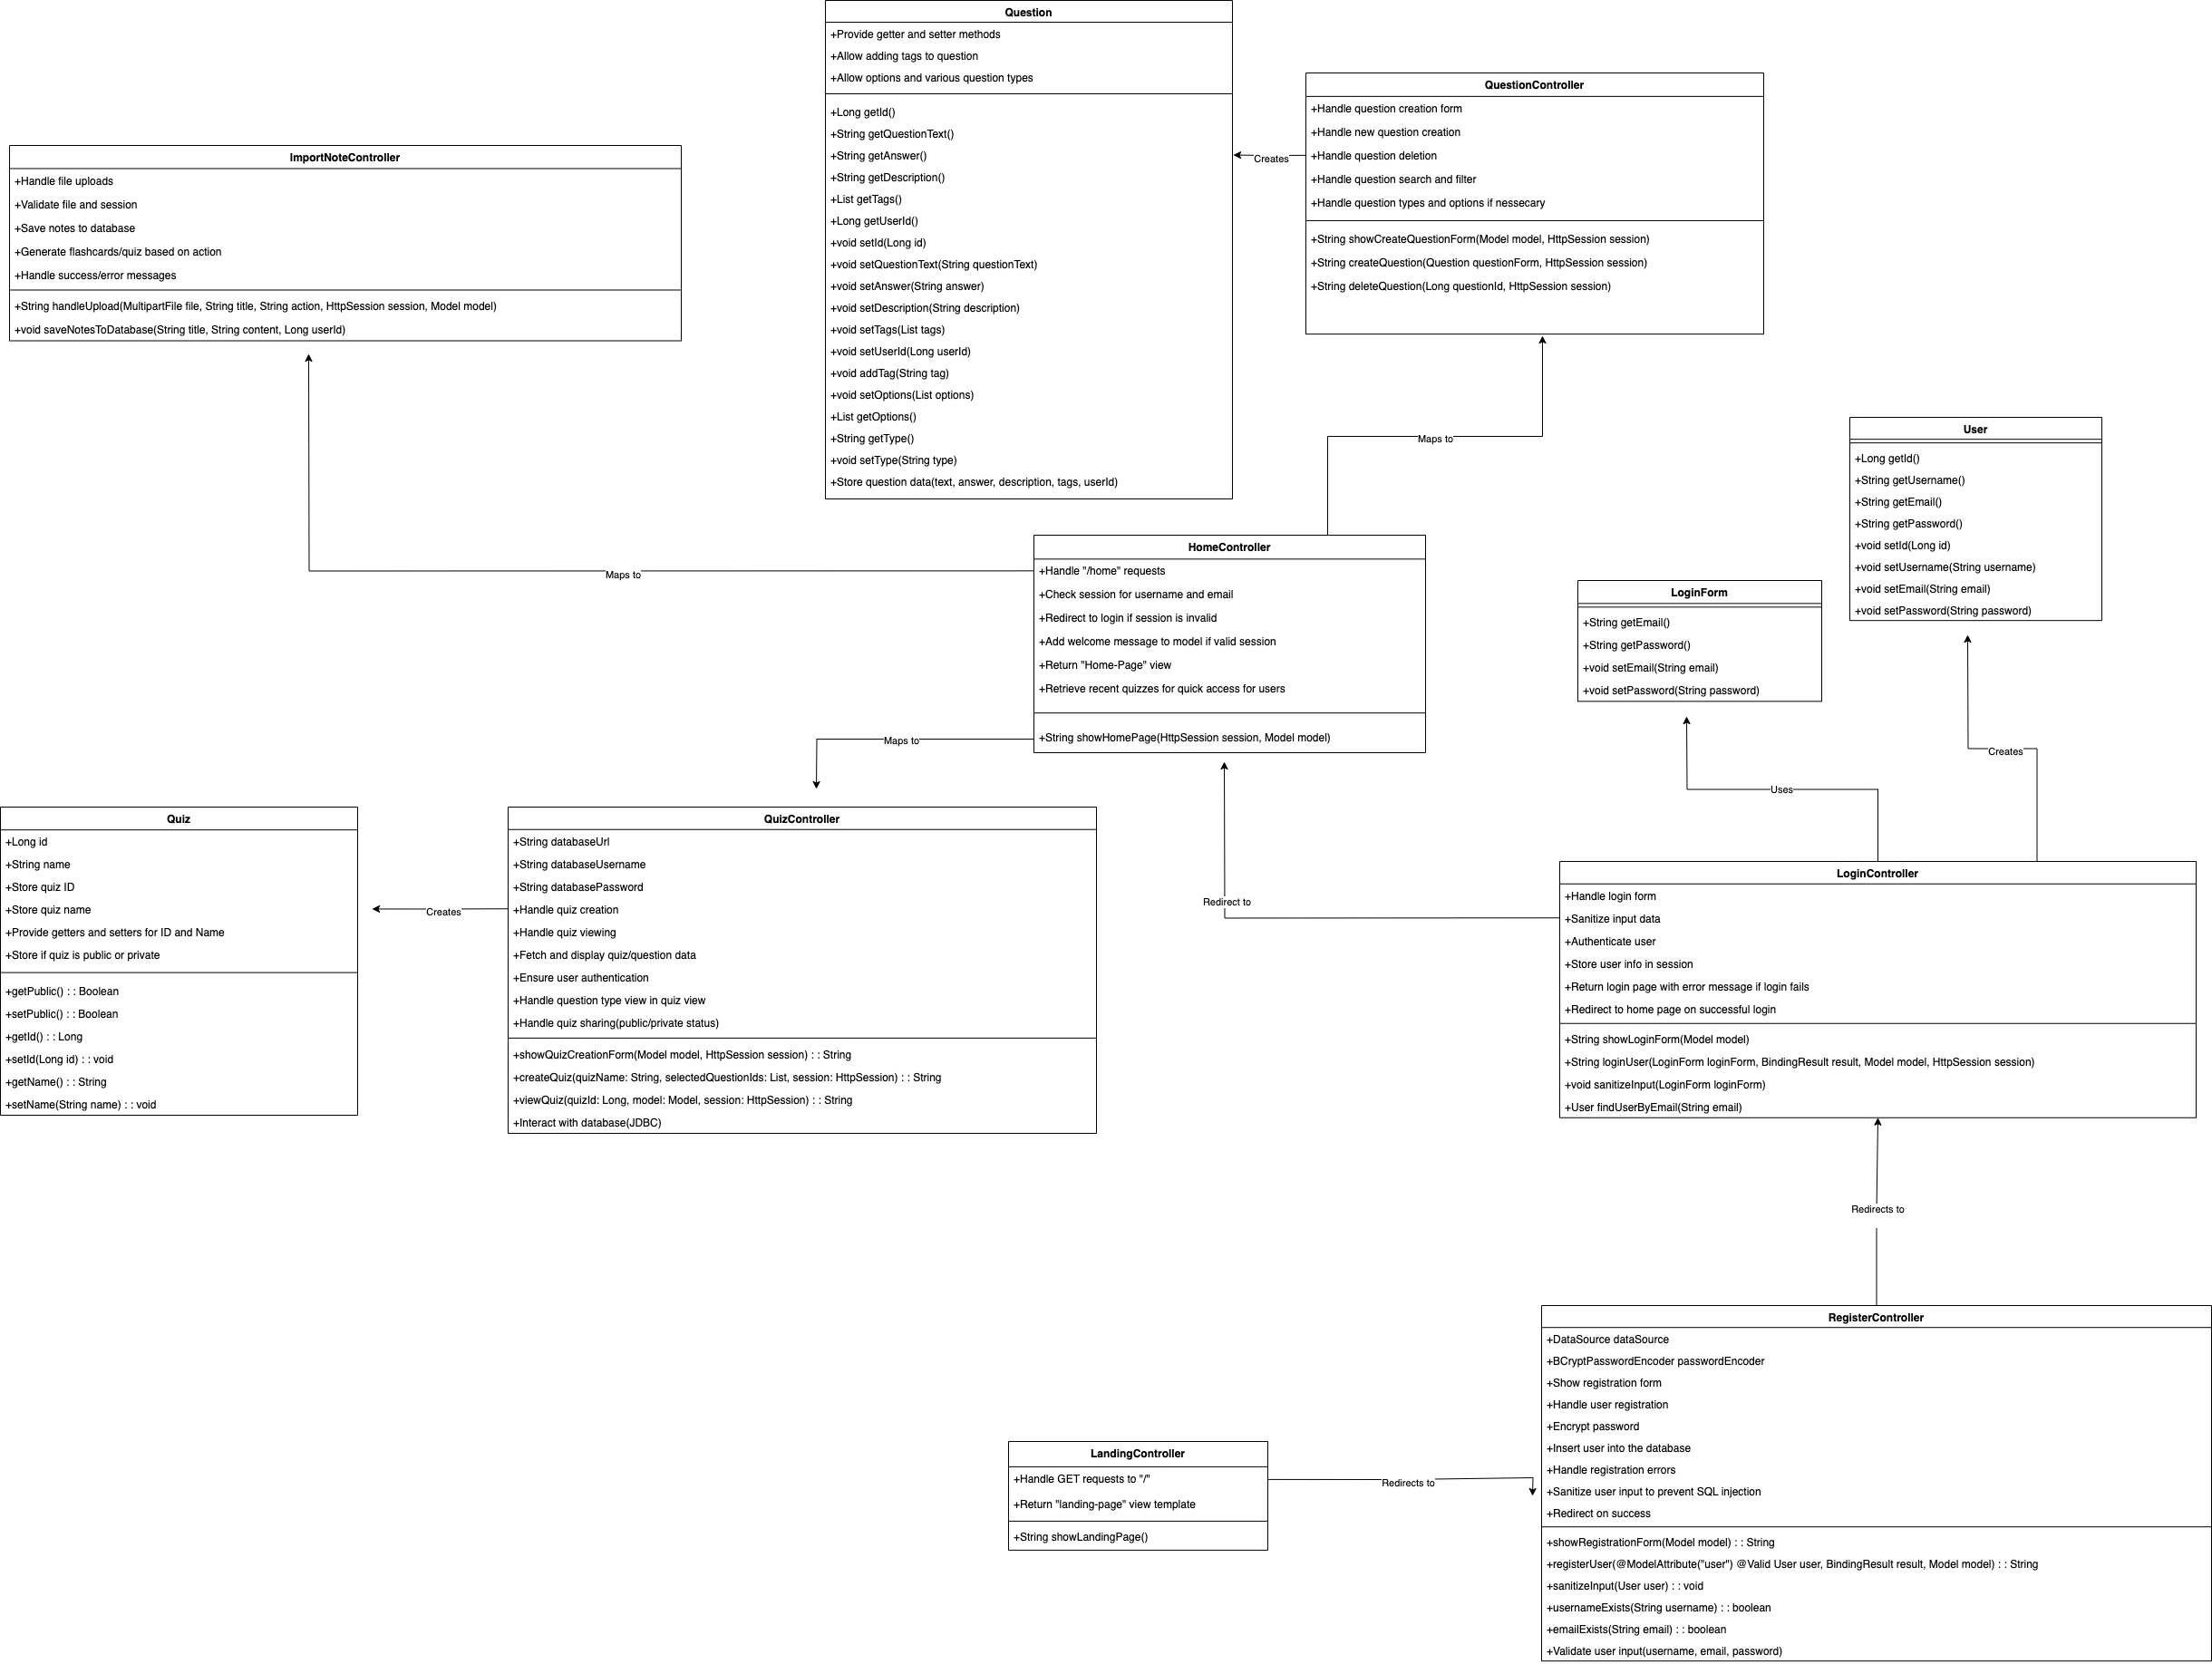 Question
+Provide getter and setter methods
+Allow adding tags to question
+Allow options and various question types
+Long getId()
+String getQuestionText()
+String getAnswer()
+String getDescription()
+List getTags()
+Long getUserId()
+void setId(Long id)
+void setQuestionText(String questionText)
+void setAnswer(String answer)
+void setDescription(String description)
+void setTags(List tags)
+void setUserId(Long userId)
+void addTag(String tag)
+void setOptions(List options)
+List getOptions()
+String getType()
+void setType(String type)
+Store question data(text, answer, description, tags, userId)
Creates
QuestionController
+Handle question creation form
+Handle new question creation
+Handle question deletion
+Handle question search and filter
+Handle question types and options if nessecary
+String showCreateQuestionForm(Model model, HttpSession session)
+String createQuestion(Question questionForm, HttpSession session)
+String deleteQuestion(Long questionId, HttpSession session)
ImportNoteController
+Handle file uploads
+Validate file and session
+Save notes to database
+Generate flashcards/quiz based on action
+Handle success/error messages
+String handleUpload(MultipartFile file, String title, String action, HttpSession session, Model model)
+void saveNotesToDatabase(String title, String content, Long userId)
Maps to
Maps to
User
+Long getId()
+String getUsername()
+String getEmail()
+String getPassword()
+void setId(Long id)
+void setUsername(String username)
+void setEmail(String email)
+void setPassword(String password)
HomeController
+Handle "/home" requests
+Check session for username and email
+Redirect to login if session is invalid
+Add welcome message to model if valid session
+Return "Home-Page" view
+Retrieve recent quizzes for quick access for users
+String showHomePage(HttpSession session, Model model)
LoginForm
+String getEmail()
+String getPassword()
+void setEmail(String email)
+void setPassword(String password)
Maps to
Creates
Uses
Redirect to
Quiz
+Long id
+String name
+Store quiz ID
+Store quiz name
+Provide getters and setters for ID and Name
+Store if quiz is public or private
+getPublic() : : Boolean
+setPublic() : : Boolean
+getId() : : Long
+setId(Long id) : : void
+getName() : : String
+setName(String name) : : void
Creates
QuizController
+String databaseUrl
+String databaseUsername
+String databasePassword
+Handle quiz creation
+Handle quiz viewing
+Fetch and display quiz/question data
+Ensure user authentication
+Handle question type view in quiz view
+Handle quiz sharing(public/private status)
+showQuizCreationForm(Model model, HttpSession session) : : String
+createQuiz(quizName: String, selectedQuestionIds: List, session: HttpSession) : : String
+viewQuiz(quizId: Long, model: Model, session: HttpSession) : : String
+Interact with database(JDBC)
LoginController
+Handle login form
+Sanitize input data
+Authenticate user
+Store user info in session
+Return login page with error message if login fails
+Redirect to home page on successful login
+String showLoginForm(Model model)
+String loginUser(LoginForm loginForm, BindingResult result, Model model, HttpSession session)
+void sanitizeInput(LoginForm loginForm)
+User findUserByEmail(String email)
Redirects to
RegisterController
+DataSource dataSource
+BCryptPasswordEncoder passwordEncoder
+Show registration form
+Handle user registration
+Encrypt password
+Insert user into the database
+Handle registration errors
+Sanitize user input to prevent SQL injection
+Redirect on success
+showRegistrationForm(Model model) : : String
+registerUser(@ModelAttribute("user") @Valid User user, BindingResult result, Model model) : : String
+sanitizeInput(User user) : : void
+usernameExists(String username) : : boolean
+emailExists(String email) : : boolean
+Validate user input(username, email, password)
LandingController
+Handle GET requests to "/"
+Return "landing-page" view template
+String showLandingPage()
Redirects to